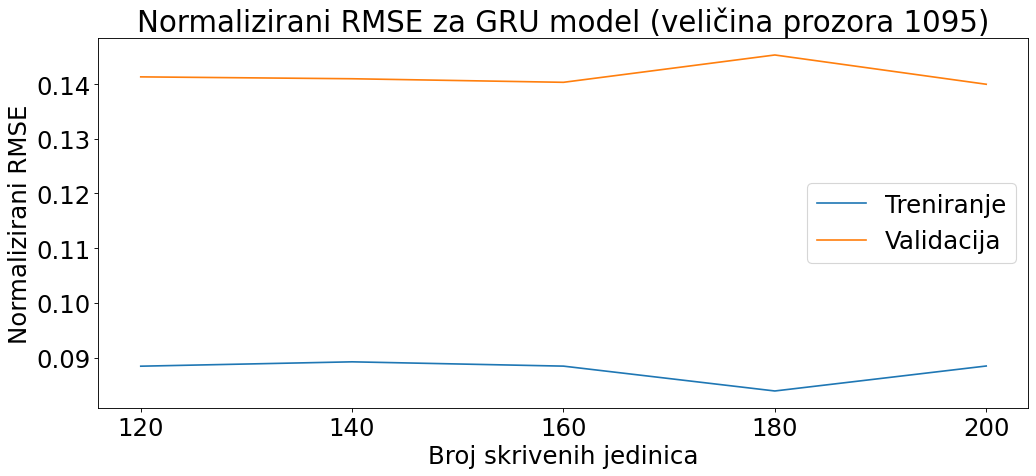 Normalizirani RMSE za GRU model (veličina prozora 1095)
Normalizirani RMSE
0.14
0.13
0.12
0.11
0.10
0.09
Treniranje
Validacija
120 140 160 180 200
Broj skrivenih jedinica